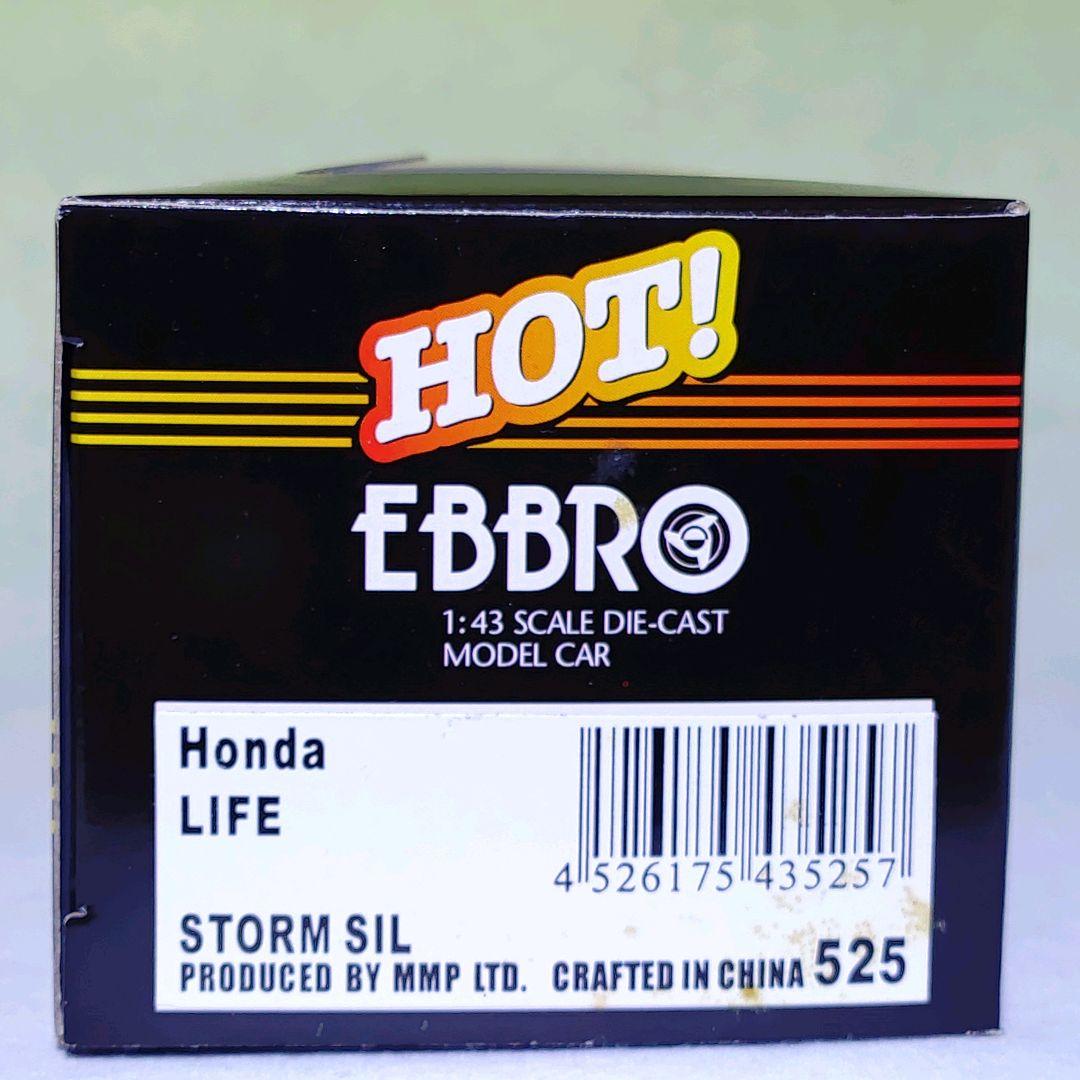 HOT!
EBBRO
1:43 SCALE DIE-CAST
MODEL CAR
Honda
LIFE
4 526175 435257
STORM SIL
PRODUCED BY MMP LTD. CRAFTED IN CHINA 525